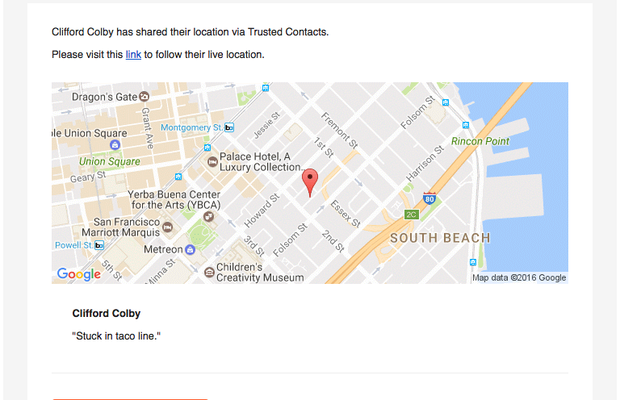 Clifford Colby has shared their location via Trusted Contacts.
Please visit this link to follow their live location.
Dragon's Gate
Grant Ave
Union Square
Montgomery St.
Jessie St
Fremont St
1st St
Folsom St
Rincon Point
Union Square
Geary St
Palace Hotel, A
Luxury Collection...
Harrison St
Yerba Buena Center
for the Arts (YBCA)
Howard St
Essex St
80
2C
San Francisco
Marriott Marquis
Powell St.
Metreon
3rd St
Folsom St
2nd St
SOUTH BEACH
5th St
Minna St
Children's
Creativity Museum
Google
Map data ©2016 Google
Clifford Colby
"Stuck in taco line."